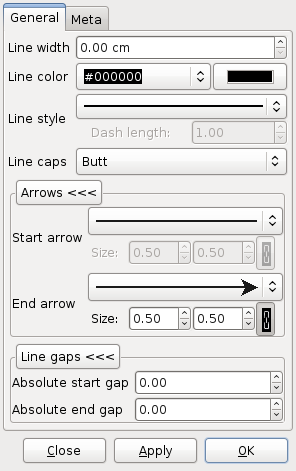 General Meta
Line width 0.00 cm
Line color #000000
Line style
Dash length: 1.00
Line caps Butt
Arrows <<<
Start arrow
Size: 0.50 0.50
End arrow
Size: 0.50 0.50
Line gaps <<<
Absolute start gap 0.00
Absolute end gap 0.00
Close Apply OK